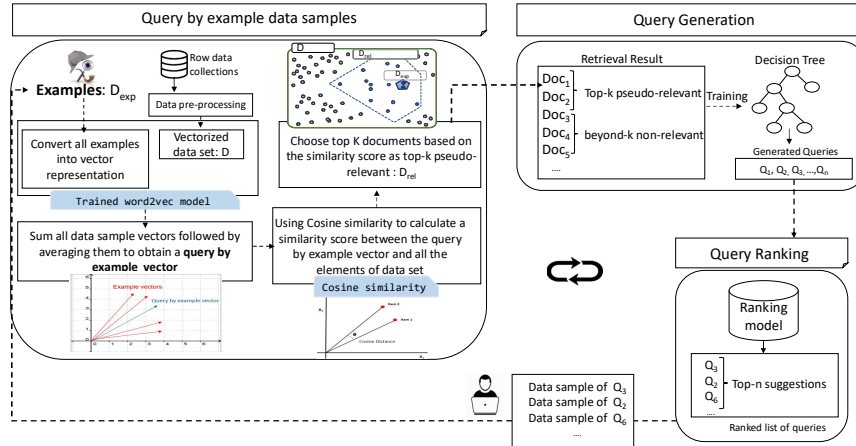 Query by example data samples
Examples: Dexp
Row data
collections
Data pre-processing
Vectorized
data set: D
Convert all examples
into vector
representation
Trained word2vec model
Sum all data sample vectors followed by
averaging them to obtain a query by
example vector
Example vectors
Query by example vector
D
Drel
Dexp
Choose top K documents based on
the similarity score as top-k pseudo-
relevant : Drel
Using Cosine similarity to calculate a
similarity score between the query
by example vector and all the
elements of data set
Cosine similarity
Item 2
Item 1
Cosine Distance
Query Generation
Retrieval Result
Doc1
Doc2
Doc3
Doc4
Doc5
....
Top-k pseudo-relevant
beyond-k non-relevant
Training
Decision Tree
Generated Queries
Q1, Q2, Q3, ...,Qn
Query Ranking
Ranking
model
Q3
Q2
Q6
....
Top-n suggestions
Ranked list of queries
Data sample of Q3
Data sample of Q2
Data sample of Q6
....